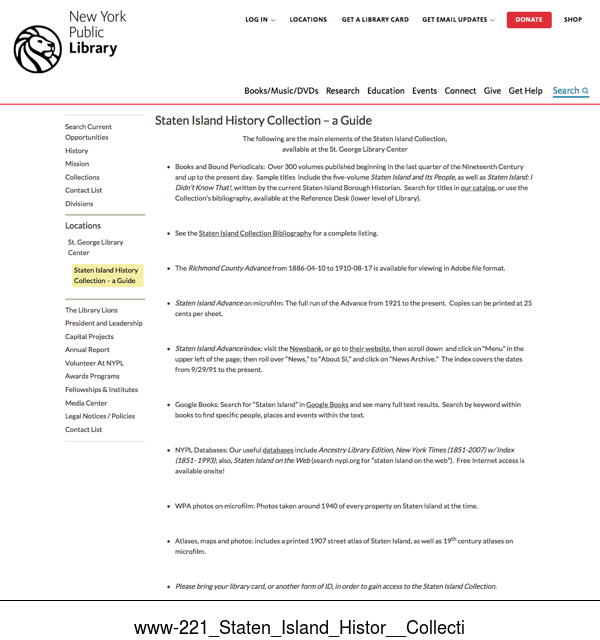 New York
Public
Library
LOG IN
LOCATIONS
GET A LIBRARY CARD
GET EMAIL UPDATES
DONATE
SHOP
Books/Music/DVDs Research Education Events Connect Give Get Help Search
Search Current
Opportunities
History
Mission
Collections
Contact List
Divisions
Locations
St. George Library
Center
Staten Island History
Collection – a Guide
The Library Lions
President and Leadership
Capital Projects
Annual Report
Volunteer At NYPL
Awards Programs
Fellowships & Institutes
Media Center
Legal Notices / Policies
Contact List
Staten Island History Collection – a Guide
The following are the main elements of the Staten Island Collection,
available at the St. George Library Center
• Books and Bound Periodicals: Over 300 volumes published beginning in the last quarter of the Nineteenth Century
and up to the present day. Sample titles include the five-volume Staten Island and Its People, as well as Staten Island: I
Didn't Know That!, written by the current Staten Island Borough Historian. Search for titles in our catalog, or use the
Collection's bibliography, available at the Reference Desk (lower level of Library).
• See the Staten Island Collection Bibliography for a complete listing.
• The Richmond County Advance from 1886-04-10 to 1910-08-17 is available for viewing in Adobe file format.
• Staten Island Advance on microfilm: The full run of the Advance from 1921 to the present. Copies can be printed at 25
cents per sheet.
• Staten Island Advance index: visit the Newsbank, or go to their website, then scroll down and click on "Menu" in the
upper left of the page; then roll over "News," to "About SI," and click on "News Archive." The index covers the dates
from 9/29/91 to the present.
• Google Books: Search for "Staten Island" in Google Books and see many full text results. Search by keyword within
books to find specific people, places and events within the text.
• NYPL Databases: Our useful databases include Ancestry Library Edition, New York Times (1851-2007) w/ Index
(1851- 1993); also, Staten Island on the Web (search nypl.org for "staten island on the web"). Free Internet access is
available onsite!
• WPA photos on microfilm: Photos taken around 1940 of every property on Staten Island at the time.
• Atlases, maps and photos: includes a printed 1907 street atlas of Staten Island, as well as 19th century atlases on
microfilm.
• Please bring your library card, or another form of ID, in order to gain access to the Staten Island Collection.
www-221_Staten_Island_Histor__Collecti